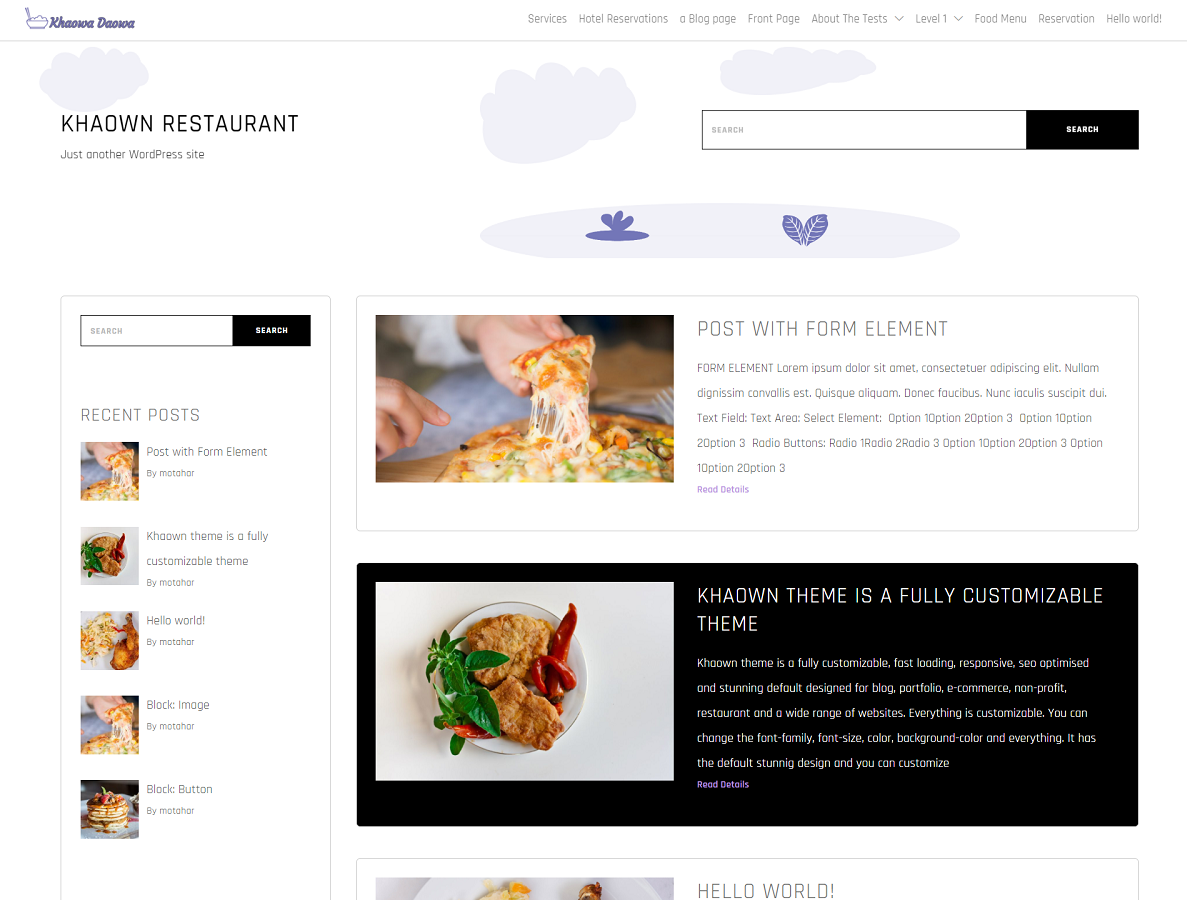 Khaowa Daowa
Services Hotel Reservations a Blog page Front Page About The Tests Level 1 Food Menu Reservation Hello world!
KHAOWN RESTAURANT
Just another WordPress site
SEARCH SEARCH
SEARCH SEARCH
RECENT POSTS
Post with Form Element
By motahar
Khaown theme is a fully
customizable theme
By motahar
Hello world!
By motahar
Block: Image
By motahar
Block: Button
By motahar
POST WITH FORM ELEMENT
FORM ELEMENT Lorem ipsum dolor sit amet, consectetuer adipiscing elit. Nullam
dignissim convallis est. Quisque aliquam. Donec faucibus. Nunc iaculis suscipit dui.
Text Field: Text Area: Select Element:  Option 1Option 2Option 3  Option 1Option
2Option 3  Radio Buttons: Radio 1Radio 2Radio 3 Option 1Option 2Option 3 Option
1Option 2Option 3
Read Details
KHAOWN THEME IS A FULLY CUSTOMIZABLE
THEME
Khaown theme is a fully customizable, fast loading, responsive, seo optimised
and stunning default designed for blog, portfolio, e-commerce, non-profit,
restaurant and a wide range of websites. Everything is customizable. You can
change the font-family, font-size, color, background-color and everything. It has
the default stunnig design and you can customize
Read Details
HELLO WORLD!